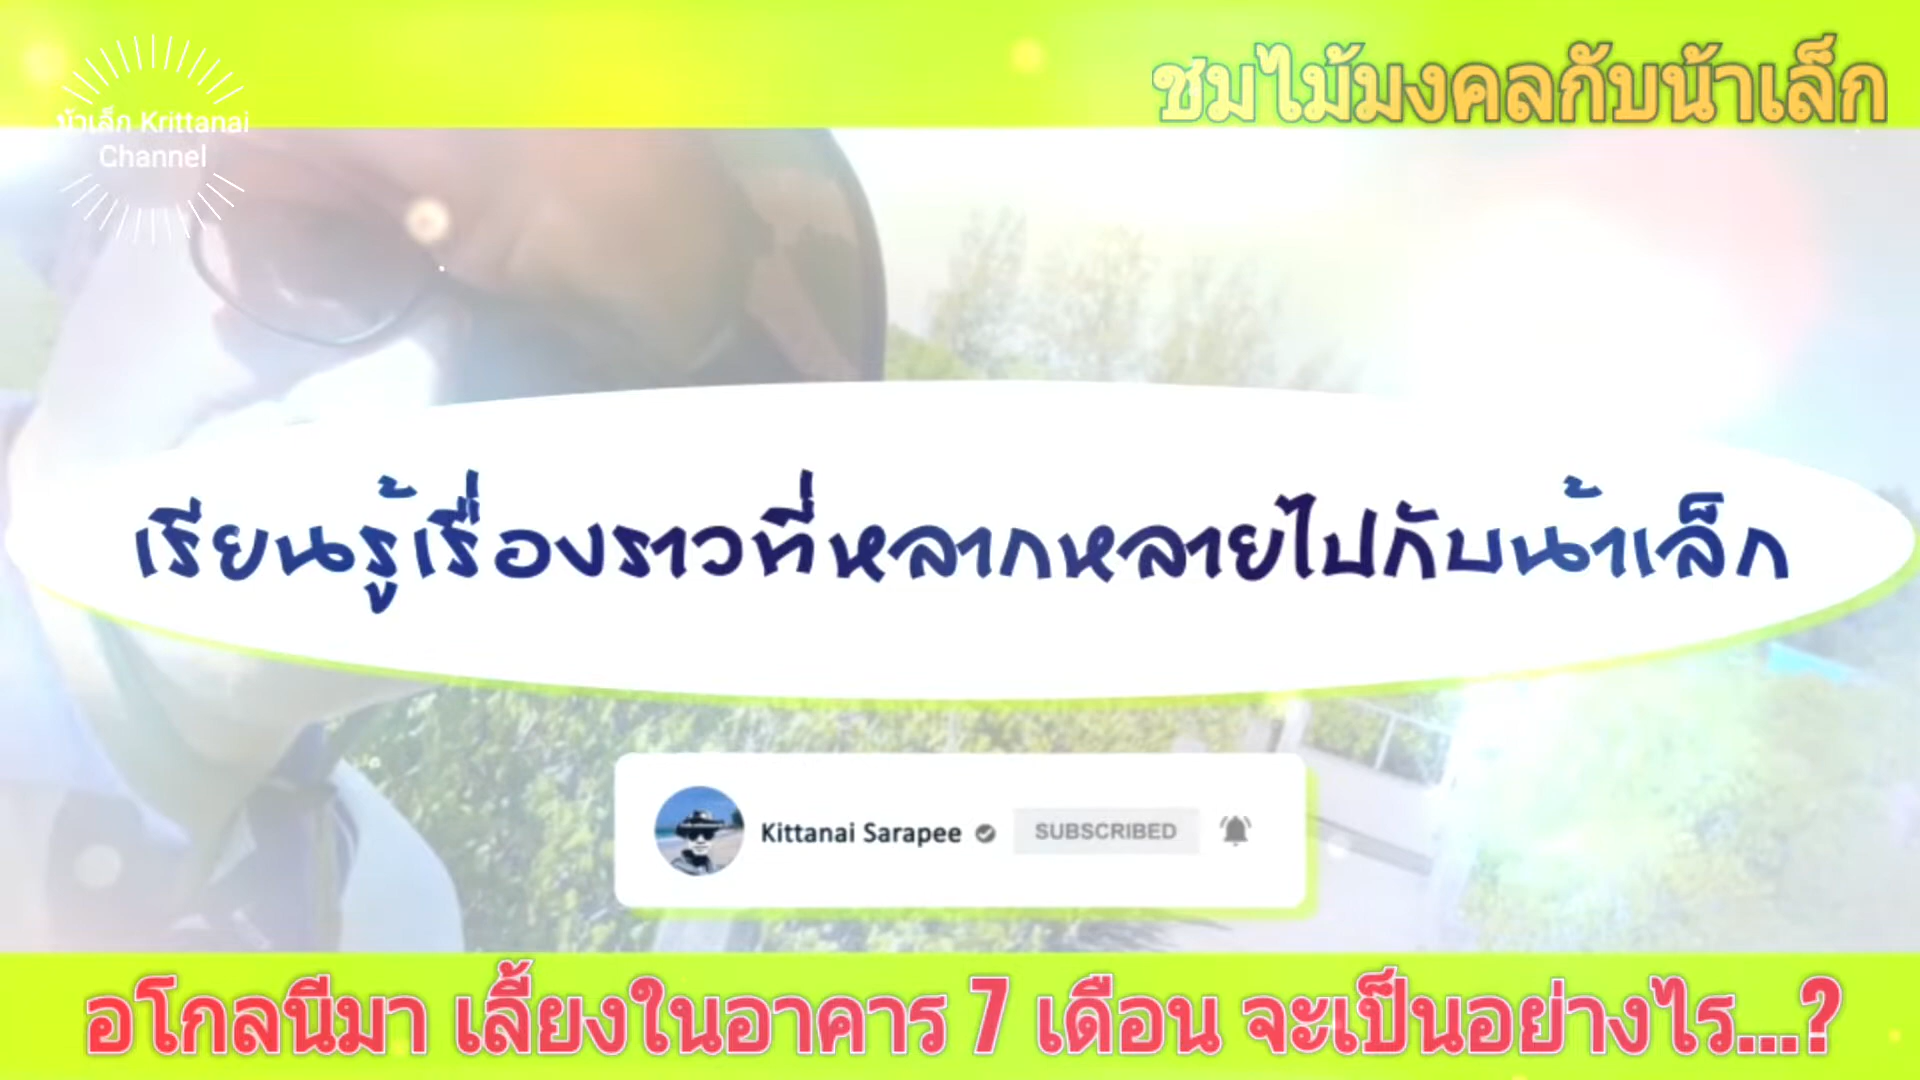 ชมไม้มงคลกับน้าเล็ก
น้าเล็ก Krittanai
Channel
เรียนรู้เรื่องราวที่หลากหลายไปกับน้าเล็ก
Kittanai Sarapee SUBSCRIBED
อโกลนีมา เลี้ยงในอาคาร 7 เดือน จะเป็นอย่างไร...?